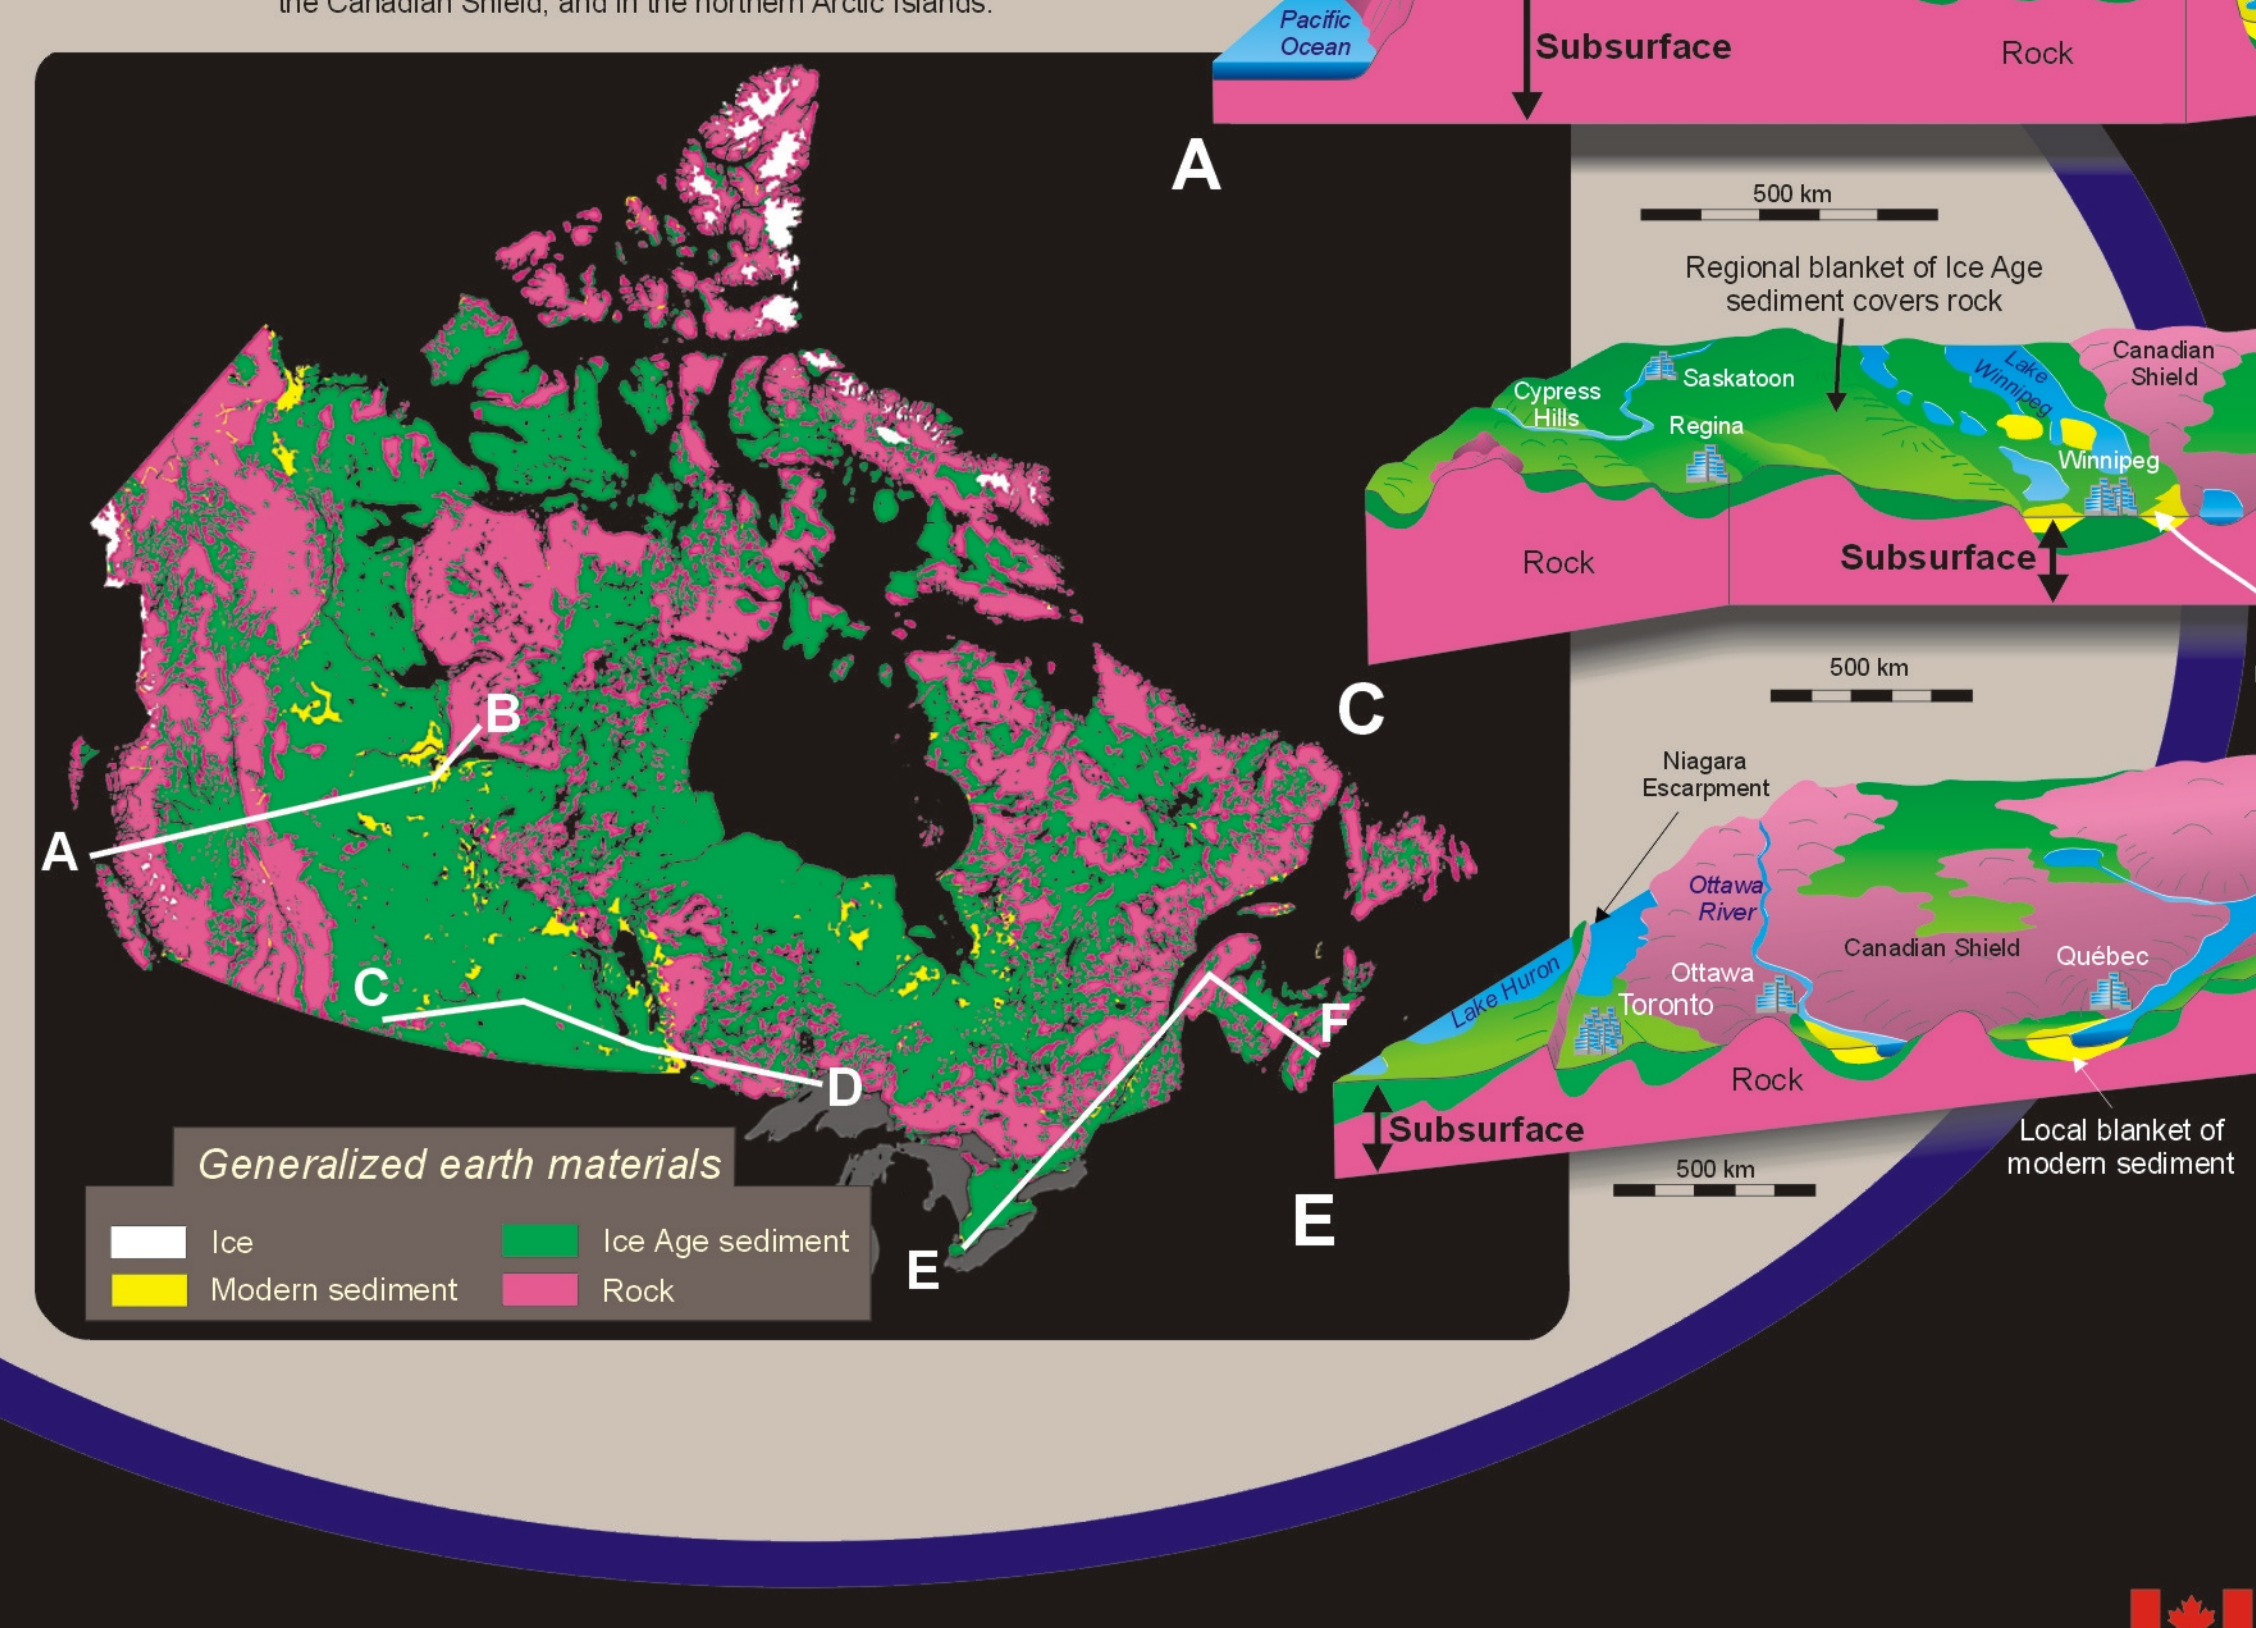 the Canadian Shield, and in the northern Arctic Islands.
Pacific
Ocean
Subsurface
Rock
A
500 km
Regional blanket of Ice Age
sediment covers rock
Cypress
Hills
Saskatoon
Regina
Lake
Winnipeg
Winnipeg
Canadian
Shield
Rock
Subsurface
C
500 km
Niagara
Escarpment
Ottawa
River
Lake Huron
Toronto
Ottawa
Canadian Shield
Québec
Rock
Subsurface
Local blanket of
modern sediment
500 km
E
A
B
C
D
E
F
Generalized earth materials
Ice
Ice Age sediment
Modern sediment
Rock